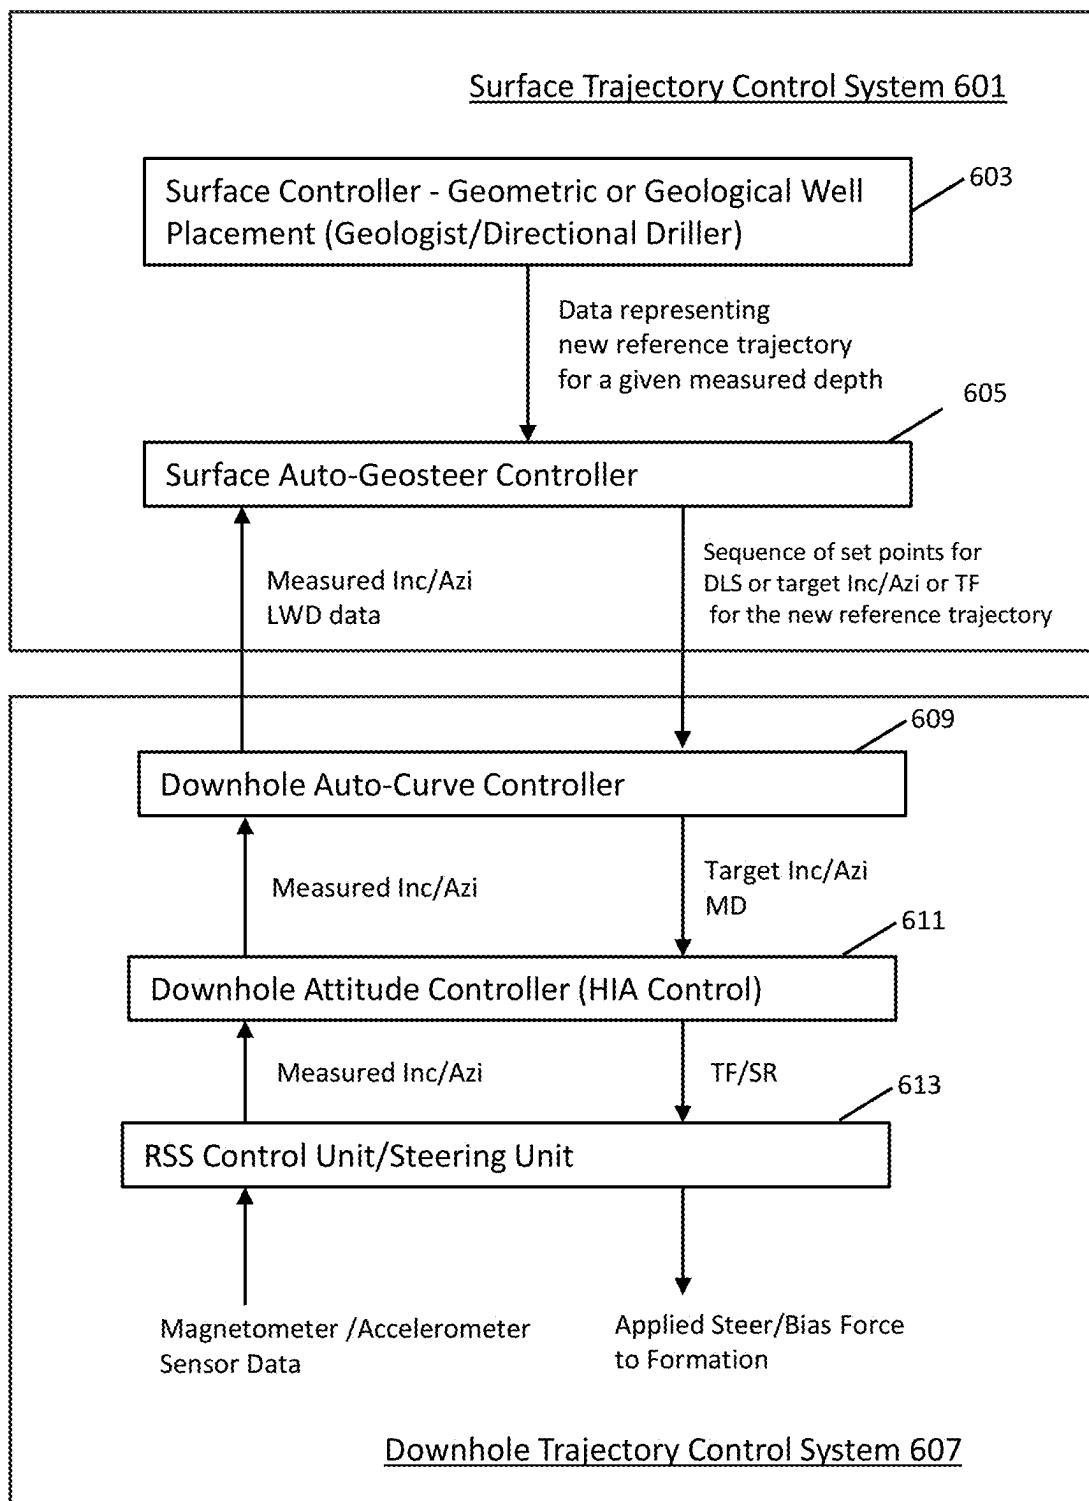 Surface Trajectory Control System 601
Surface Controller - Geometric or Geological Well
Placement (Geologist/Directional Driller)
603
Data representing
new reference trajectory
for a given measured depth
605
Surface Auto-Geosteer Controller
Measured Inc/Azi
LWD data
Sequence of set points for
DLS or target Inc/Azi or TF
for the new reference trajectory
609
Downhole Auto-Curve Controller
Measured Inc/Azi
Target Inc/Azi
MD
611
Downhole Attitude Controller (HIA Control)
Measured Inc/Azi
TF/SR
613
RSS Control Unit/Steering Unit
Magnetometer /Accelerometer
Sensor Data
Applied Steer/Bias Force
to Formation
Downhole Trajectory Control System 607